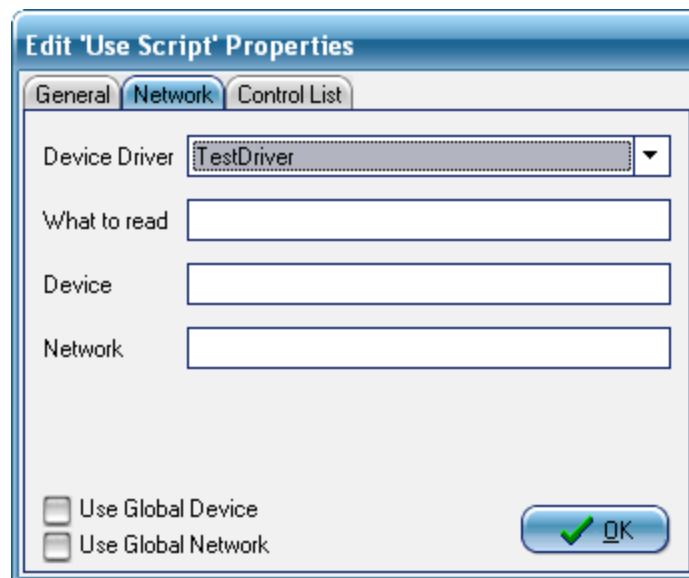 Edit 'Use Script' Properties
General Network Control List
Device Driver TestDriver
What to read
Device
Network
Use Global Device
Use Global Network
OK